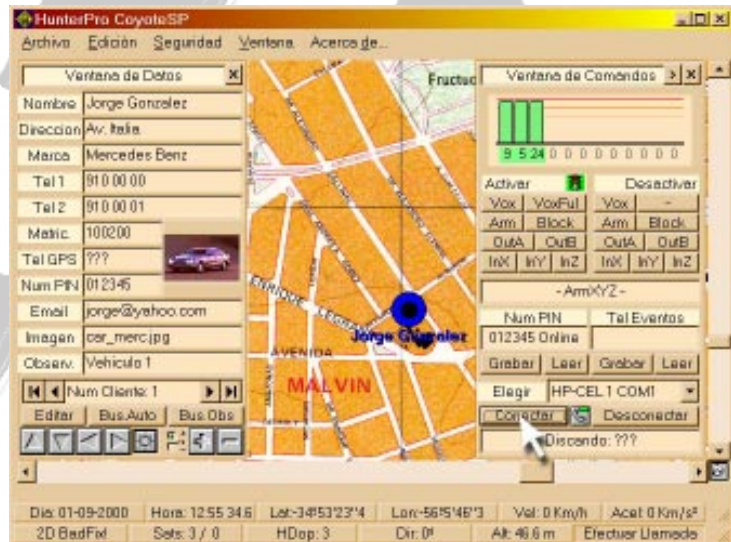 HunterPro CoyoteSP
Archivo Edición Seguridad Ventana Acerca de...
Ventana de Datos
Nombre Jorge Gonzalez
Direccion Av. Italia
Marca Mercedes Benz
Tel 1 910 00 00
Tel 2 910 00 01
Matric. 100200
Tel GPS ???
Num PIN 012345
Email jorge@yahoo.com
Imagen car_merc.jpg
Observ. Vehiculo 1
Num Cliente: 1
Editar Bus.Auto Bus.Obs
Fructuo
ENRIQUE LEGRAND
Jorge Gonzalez
AVENIDA
MALVIN
Ventana de Comandos
9 5 24 0 0 0 0 0 0 0 0 0
Activar Desactivar
Vox VoxFul Vox -
Arm Block Arm Block
OutA OutB OutA OutB
InX InY InZ InX InY InZ
- ArmXYZ -
Num PIN Tel Eventos
012345 Online
Grabar Leer Grabar Leer
Elegir HP-CEL 1 COM1
Conectar Desconectar
Discando: ???
Dia: 01-09-2000 Hora: 12:55 34.6 Lat:-34º53'23''4 Lon:-56º5'46''3 Vel: 0 Km/h Acel: 0 Km/s²
2D BadFix! Sats: 3 / 0 HDop: 3 Dir: 0º Alt: 46.6 m Efectuar Llamada